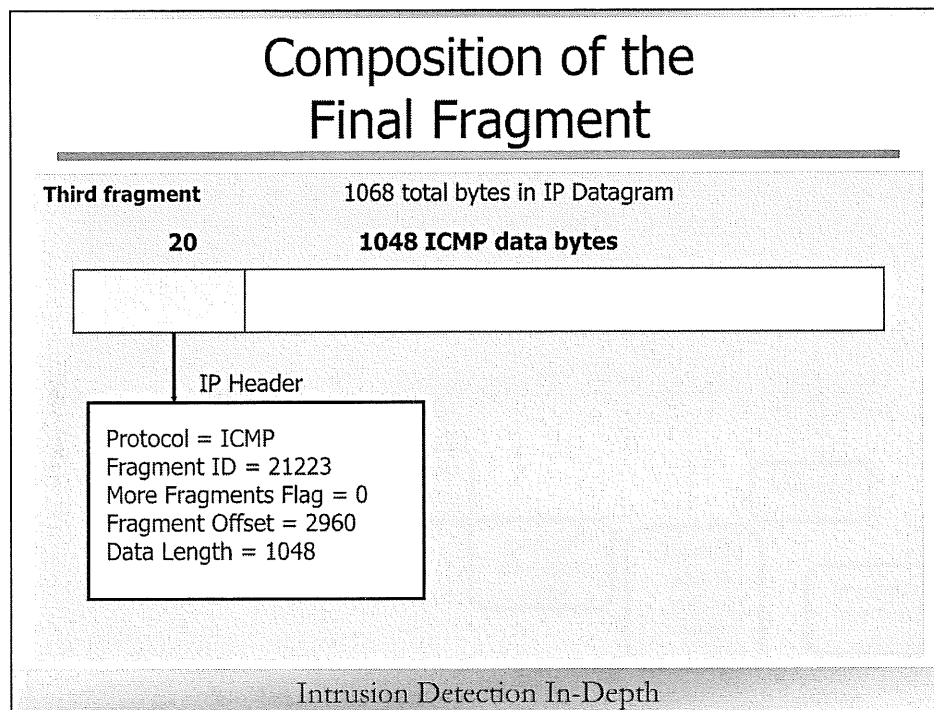 Composition of the
Final Fragment
Third fragment 1068 total bytes in IP Datagram
20 1048 ICMP data bytes
IP Header
Protocol = ICMP
Fragment ID = 21223
More Fragments Flag = 0
Fragment Offset = 2960
Data Length = 1048
Intrusion Detection In-Depth